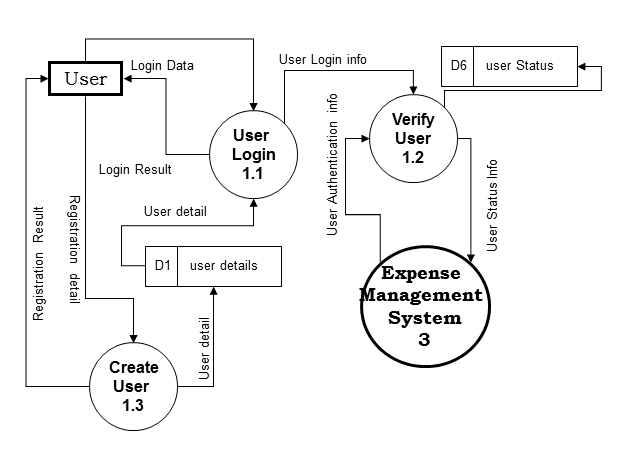 User Login info
D6 user Status
Login Data
User
Verify
User
1.2
User
Login
1.1
User Authentication info
Login Result
User Status Info
Registration detail
User detail
Registration Result
D1 user details
Expense
Management
System
3
User detail
Create
User
1.3